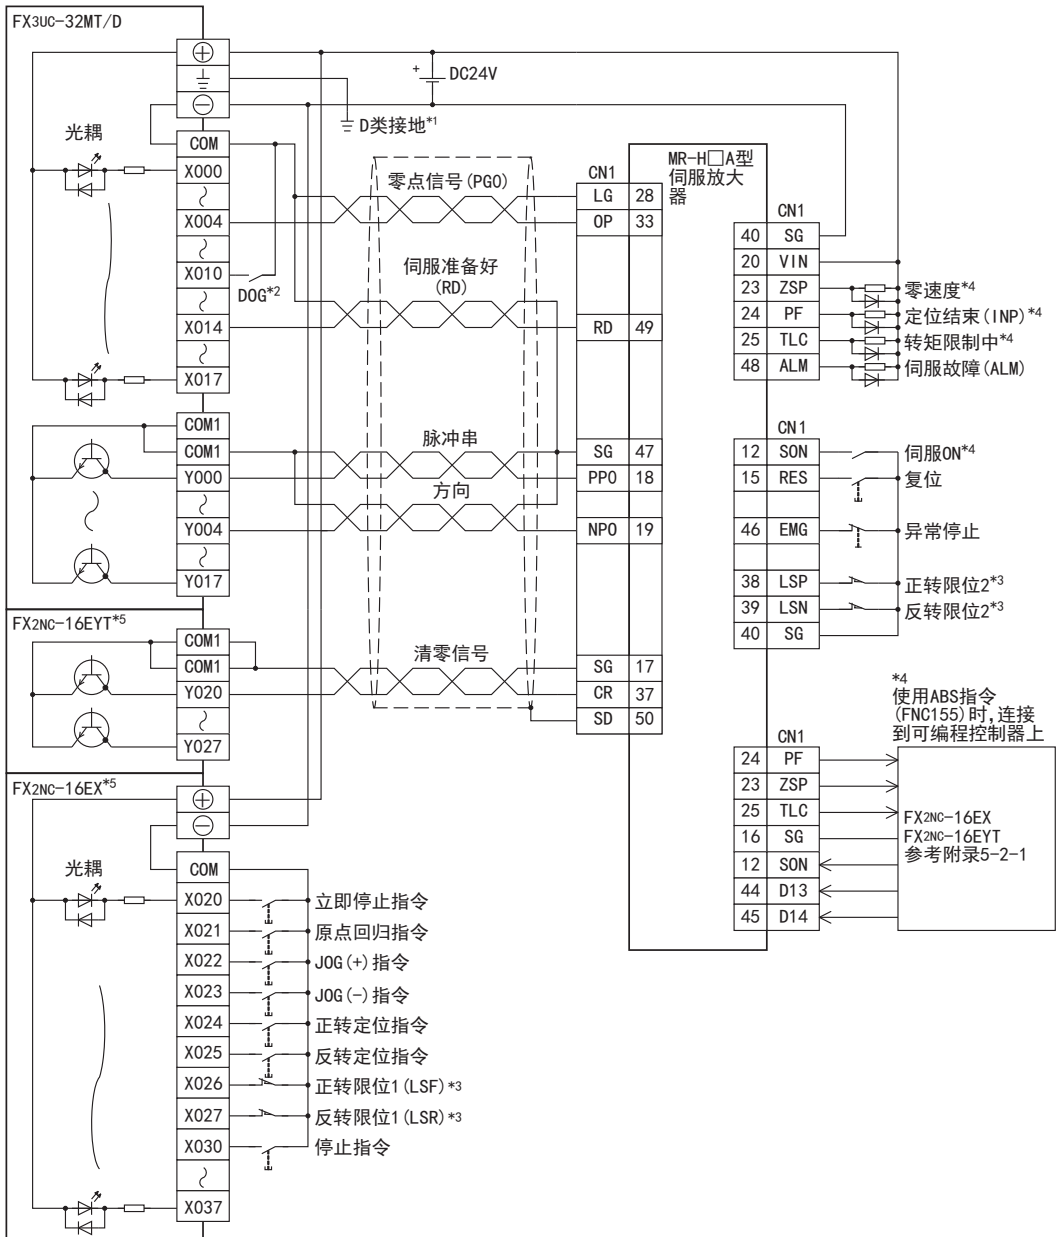 FX3UC-32MT/D
光耦
COM
X000
X004
X010
X014
X017
COM1
COM1
Y000
Y004
Y017
+
DC24V
D类接地*1
DOG*2
零点信号(PG0)
伺服准备好
(RD)
脉冲串
方向
清零信号
CN1
LG 28
OP 33
RD 49
SG 47
PP0 18
NP0 19
SG 17
CR 37
SD 50
MR-H□A型
伺服放大
器
CN1
40 SG
20 VIN
23 ZSP 零速度*4
24 PF 定位结束(INP)*4
25 TLC 转矩限制中*4
48 ALM 伺服故障(ALM)
CN1
12 SON 伺服ON*4
15 RES 复位
46 EMG 异常停止
38 LSP 正转限位2*3
39 LSN 反转限位2*3
40 SG
*4
使用ABS指令
(FNC155)时,连接
到可编程控制器上
CN1
24 PF
23 ZSP
25 TLC
16 SG
12 SON
44 D13
45 D14
FX2NC-16EX
FX2NC-16EYT
参考附录5-2-1
FX2NC-16EYT*5
COM1
COM1
Y020
Y027
FX2NC-16EX*5
光耦
COM
X020 立即停止指令
X021 原点回归指令
X022 JOG(+)指令
X023 JOG(-)指令
X024 正转定位指令
X025 反转定位指令
X026 正转限位1(LSF)*3
X027 反转限位1(LSR)*3
X030 停止指令
X037